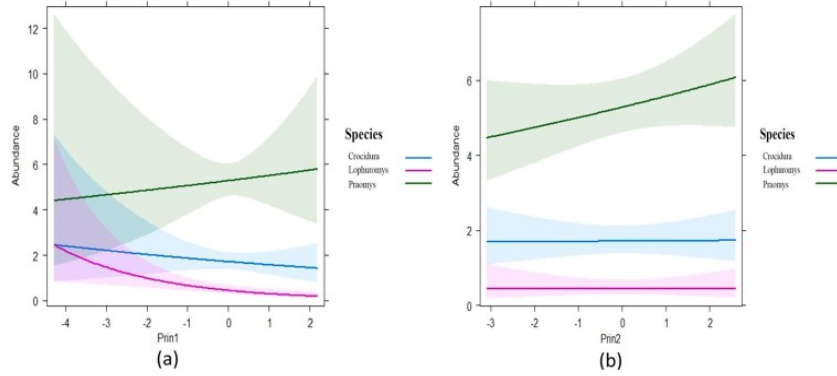 12
10
8
6
4
2
0
Abundance
-4 -3 -2 -1 0 1 2
Prin1
(a)
Species
Crocidura
Lophuromys
Praomys
6
4
2
0
Abundance
-3 -2 -1 0 1 2
Prin2
(b)
Species
Crocidura
Lophuromys
Praomys